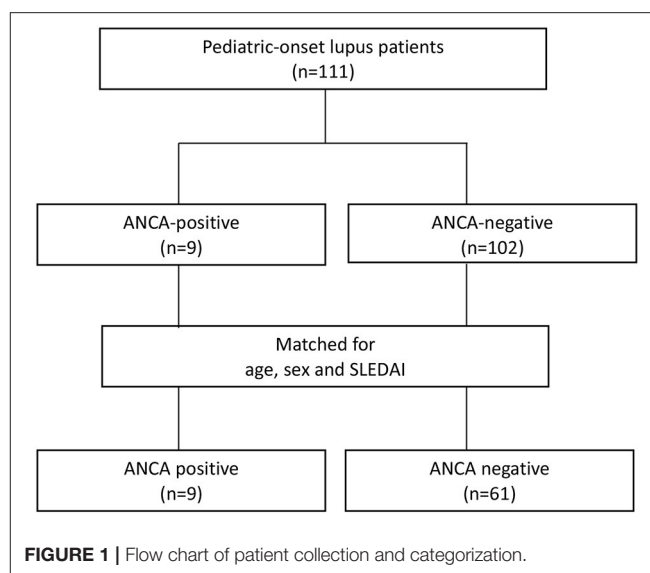 Pediatric-onset lupus patients
(n=111)
ANCA-positive
(n=9)
ANCA-negative
(n=102)
Matched for
age, sex and SLEDAI
ANCA positive
(n=9)
ANCA negative
(n=61)
FIGURE 1 | Flow chart of patient collection and categorization.